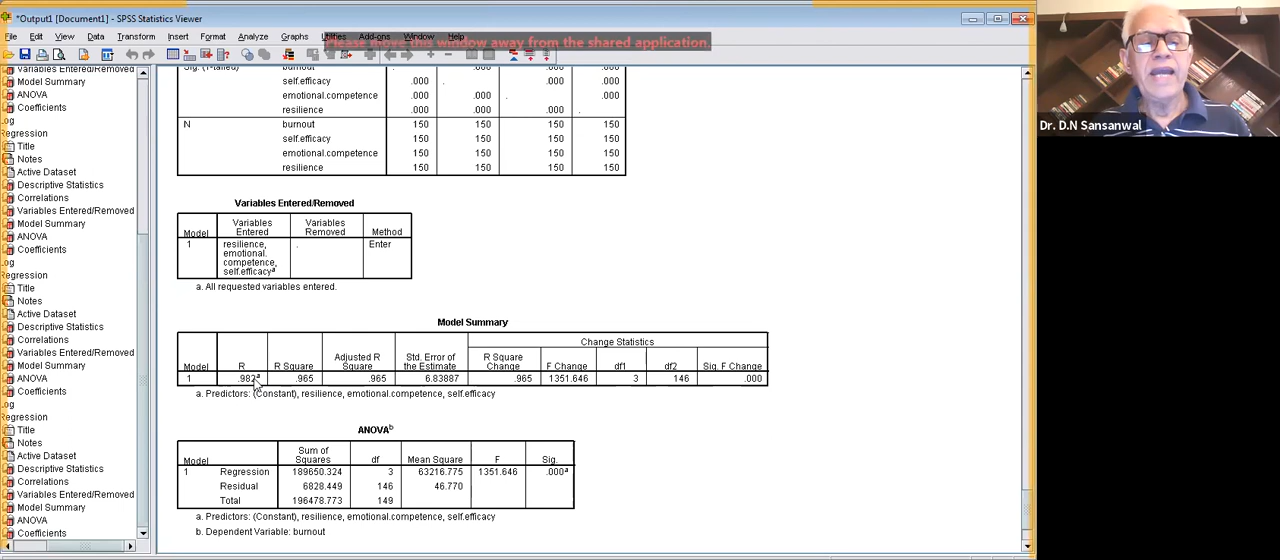 *Output1 [Document1] - SPSS Statistics Viewer
File Edit View Data Transform Insert Format Analyze Graphs Utilities Add-ons Window Help
Please move this window away from the shared application.
Variables Entered/Removed
Model Summary
ANOVA
Coefficients
Log
Regression
Title
Notes
Active Dataset
Descriptive Statistics
Correlations
Variables Entered/Removed
Model Summary
ANOVA
Coefficients
Log
Regression
Title
Notes
Active Dataset
Descriptive Statistics
Correlations
Variables Entered/Removed
Model Summary
ANOVA
Coefficients
Log
Regression
Title
Notes
Active Dataset
Descriptive Statistics
Correlations
Variables Entered/Removed
Model Summary
ANOVA
Coefficients
Sig. (1-tailed) burnout . .000 .000 .000
self.efficacy .000 . .000 .000
emotional.competence .000 .000 . .000
resilience .000 .000 .000 .
N burnout 150 150 150 150
self.efficacy 150 150 150 150
emotional.competence 150 150 150 150
resilience 150 150 150 150
Variables Entered/Removed
Model Variables Entered Variables Removed Method
1 resilience, . Enter
emotional.
competence,
self.efficacya
a. All requested variables entered.
Model Summary
Change Statistics
Model R R Square Adjusted R Square Std. Error of the Estimate R Square Change F Change df1 df2 Sig. F Change
1 .982a .965 .965 6.83887 .965 1351.646 3 146 .000
a. Predictors: (Constant), resilience, emotional.competence, self.efficacy
ANOVAb
Model Sum of Squares df Mean Square F Sig.
1 Regression 189650.324 3 63216.775 1351.646 .000a
Residual 6828.449 146 46.770
Total 196478.773 149
a. Predictors: (Constant), resilience, emotional.competence, self.efficacy
b. Dependent Variable: burnout
Dr. D.N Sansanwal